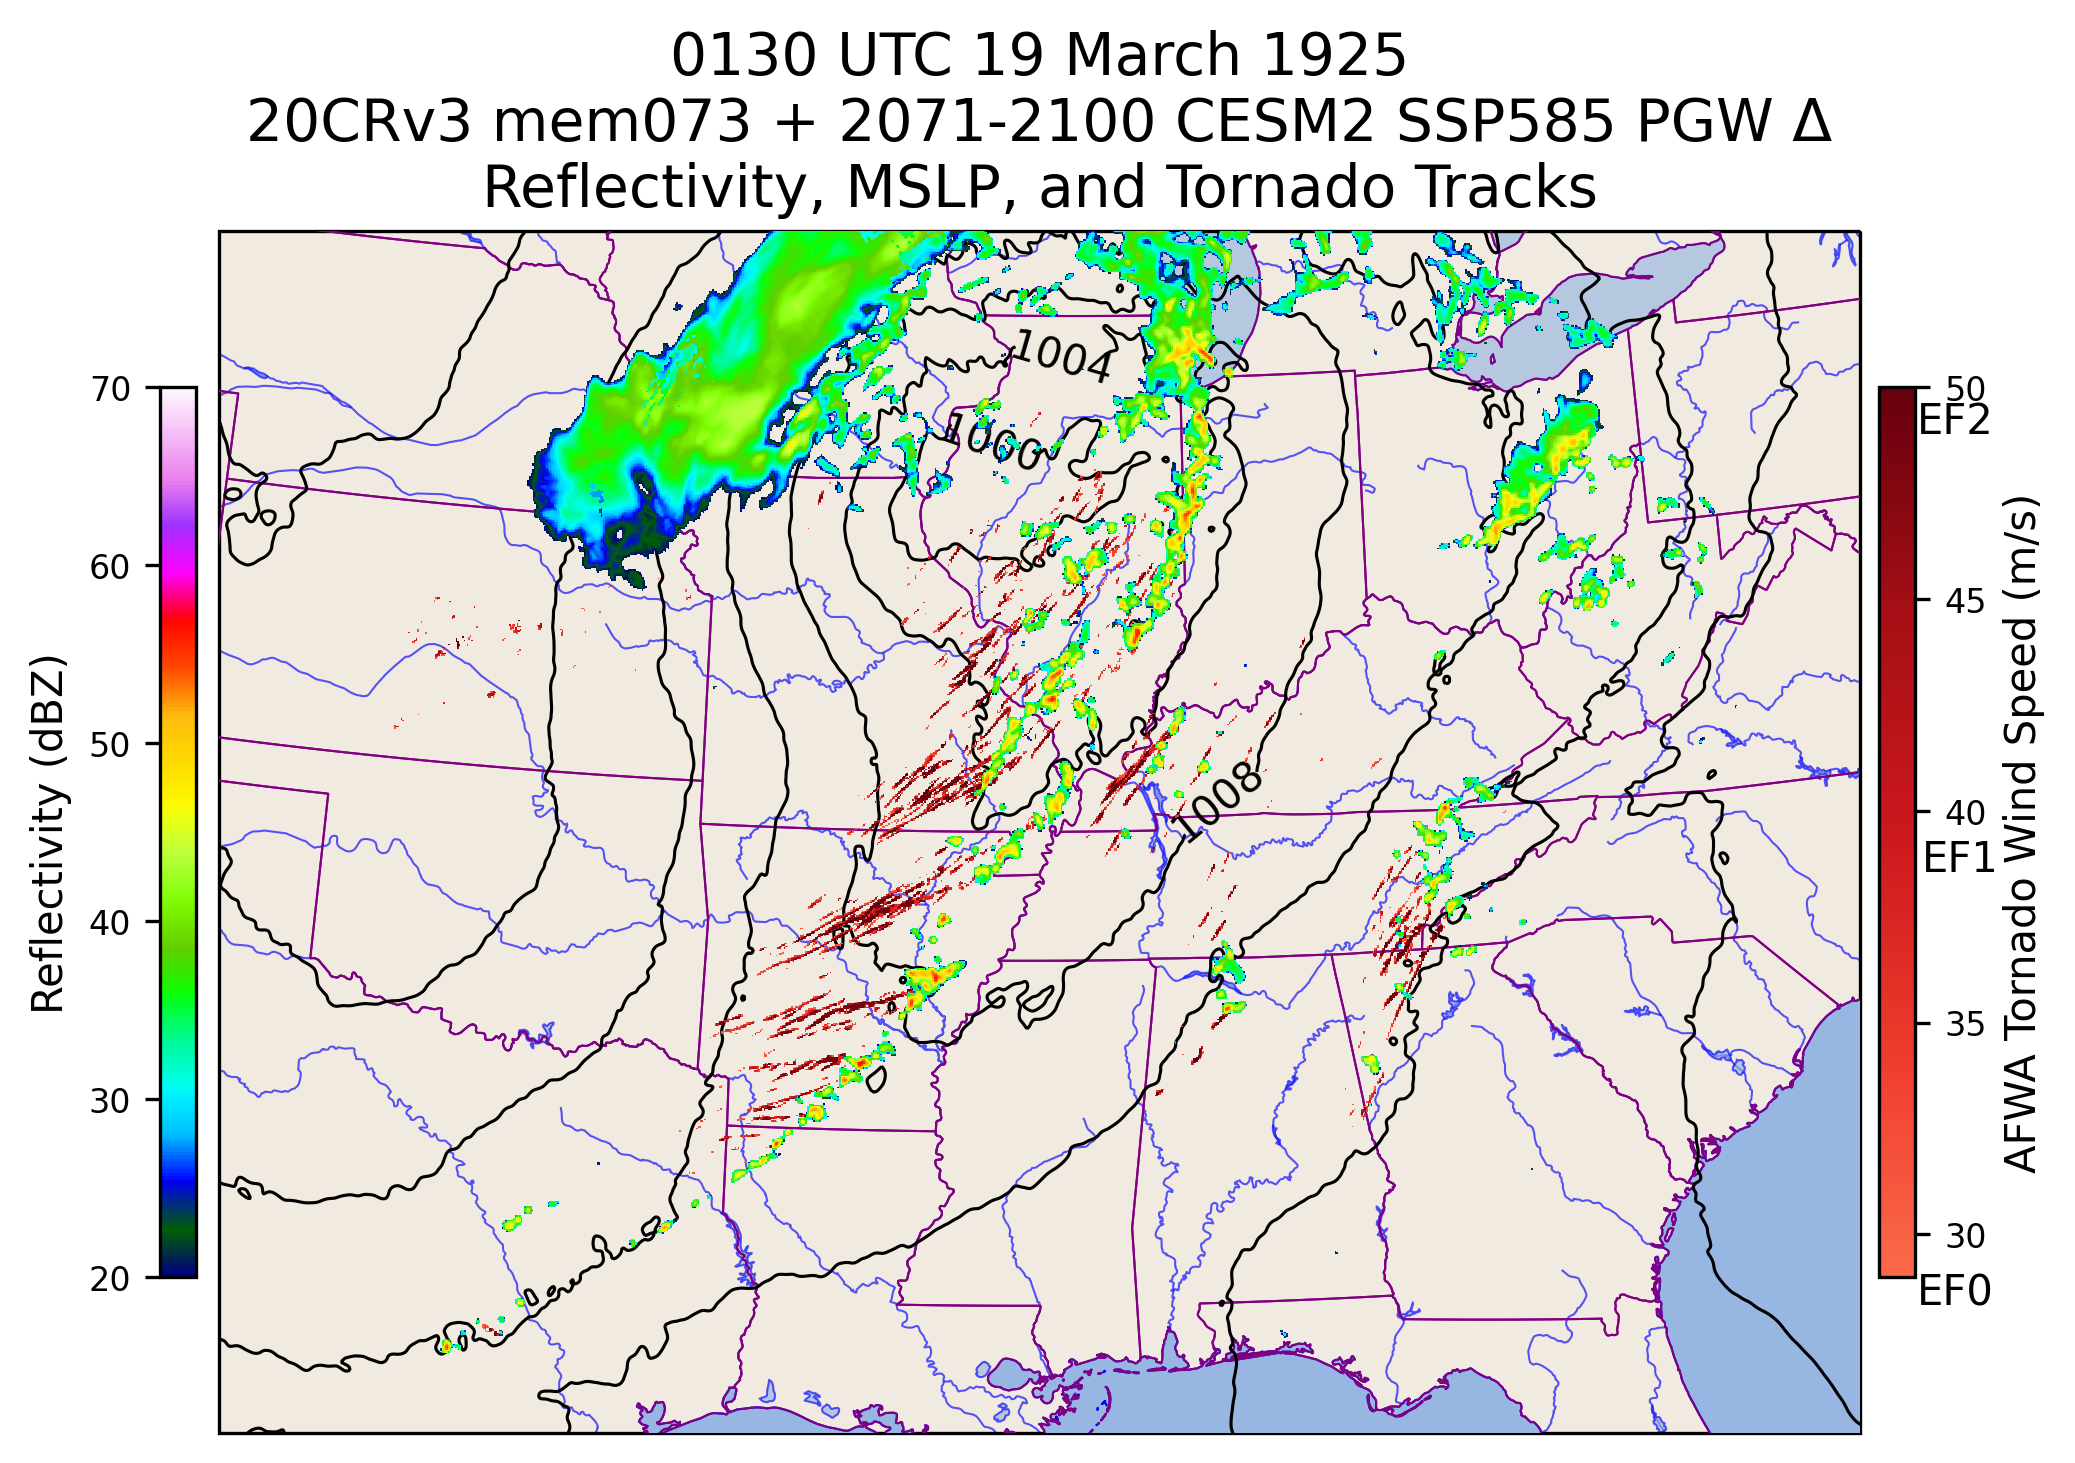 0130 UTC 19 March 1925
20CRv3 mem073 + 2071-2100 CESM2 SSP585 PGW Δ
Reflectivity, MSLP, and Tornado Tracks
Reflectivity (dBZ)
70
60
50
40
30
20
1004
1000
1008
50
EF2
45
40
EF1
35
30
EF0
AFWA Tornado Wind Speed (m/s)